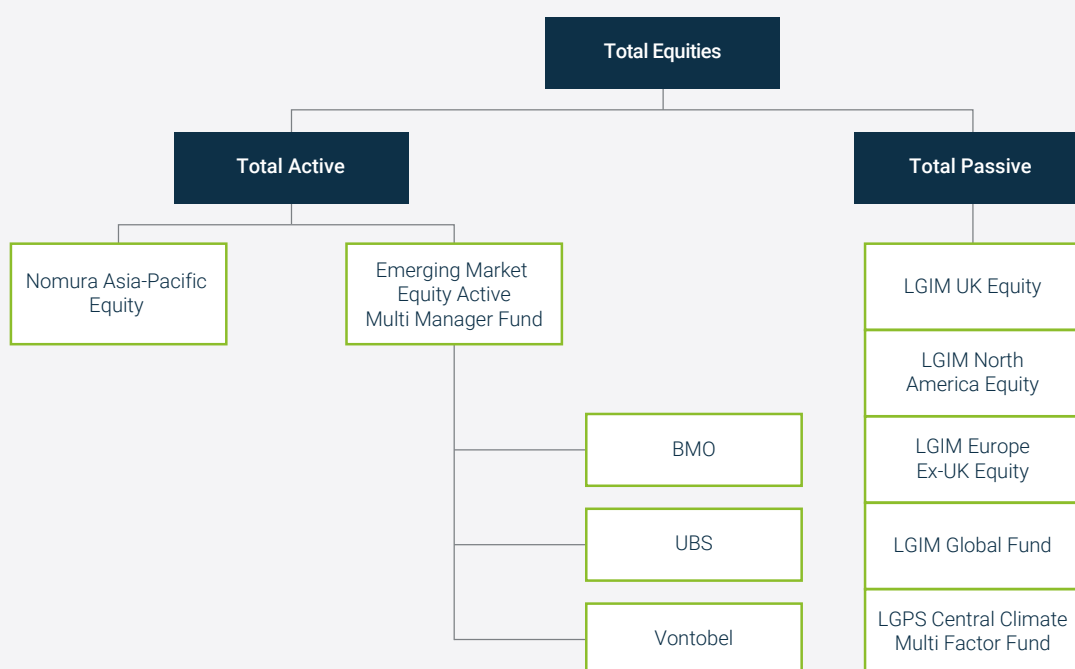 Total Equities
Total Active
Total Passive
Nomura Asia-Pacific
Equity
Emerging Market
Equity Active
Multi Manager Fund
BMO
UBS
Vontobel
LGIM UK Equity
LGIM North
America Equity
LGIM Europe
Ex-UK Equity
LGIM Global Fund
LGPS Central Climate
Multi Factor Fund